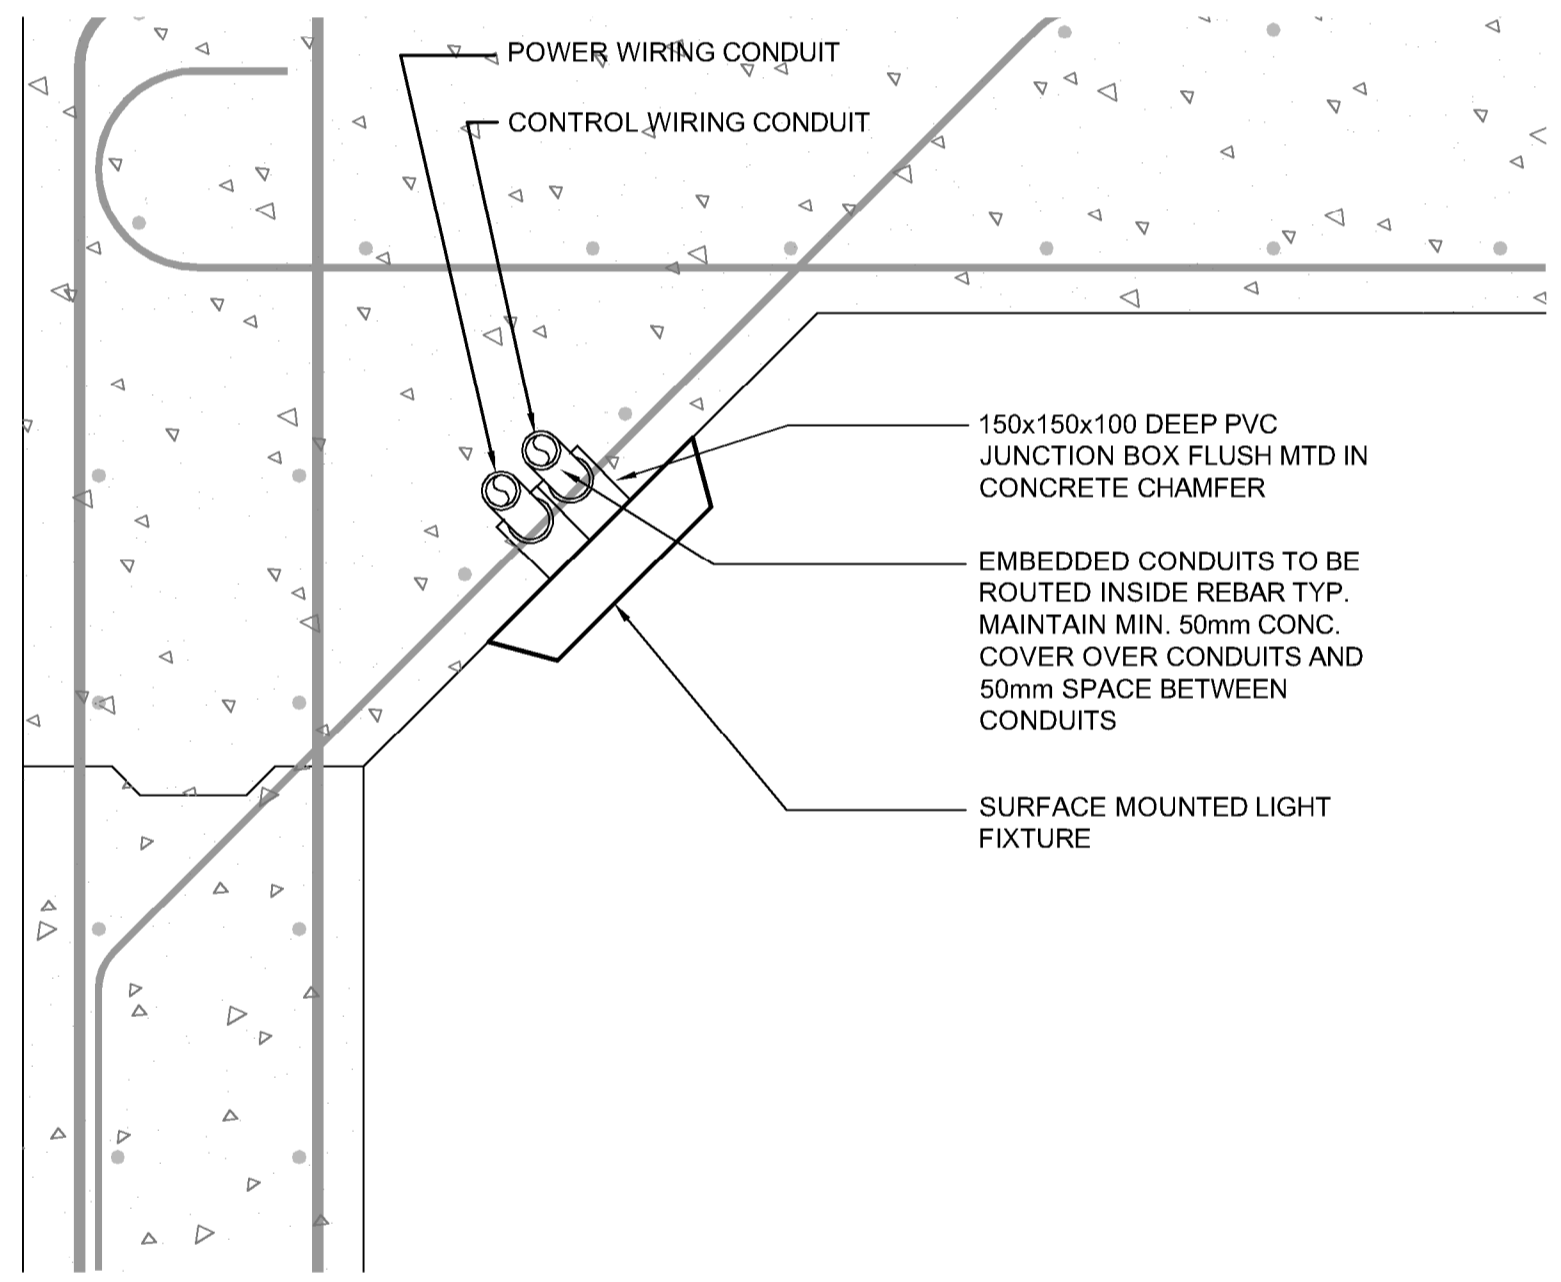 POWER WIRING CONDUIT
CONTROL WIRING CONDUIT
150x150x100 DEEP PVC
JUNCTION BOX FLUSH MTD IN
CONCRETE CHAMFER
EMBEDDED CONDUITS TO BE
ROUTED INSIDE REBAR TYP.
MAINTAIN MIN. 50mm CONC.
COVER OVER CONDUITS AND
50mm SPACE BETWEEN
CONDUITS
SURFACE MOUNTED LIGHT
FIXTURE